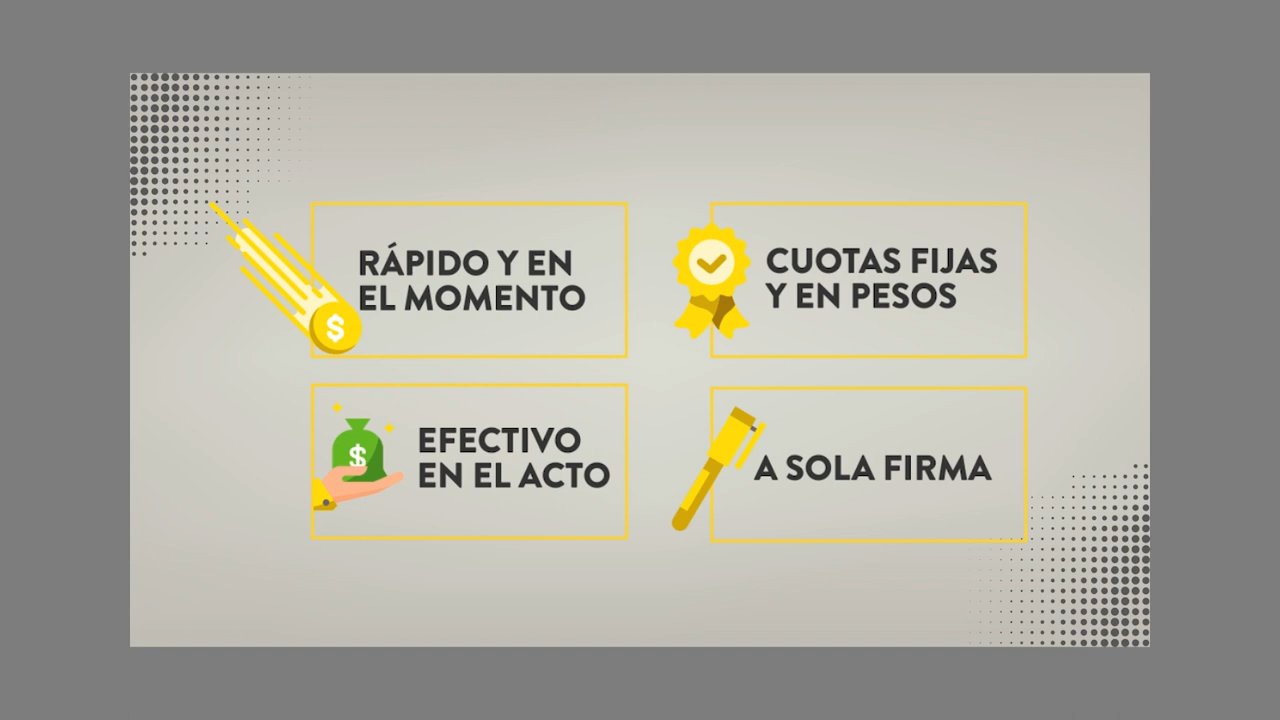 RÁPIDO Y EN
EL MOMENTO
CUOTAS FIJAS
Y EN PESOS
EFECTIVO
EN EL ACTO
A SOLA FIRMA
$
$